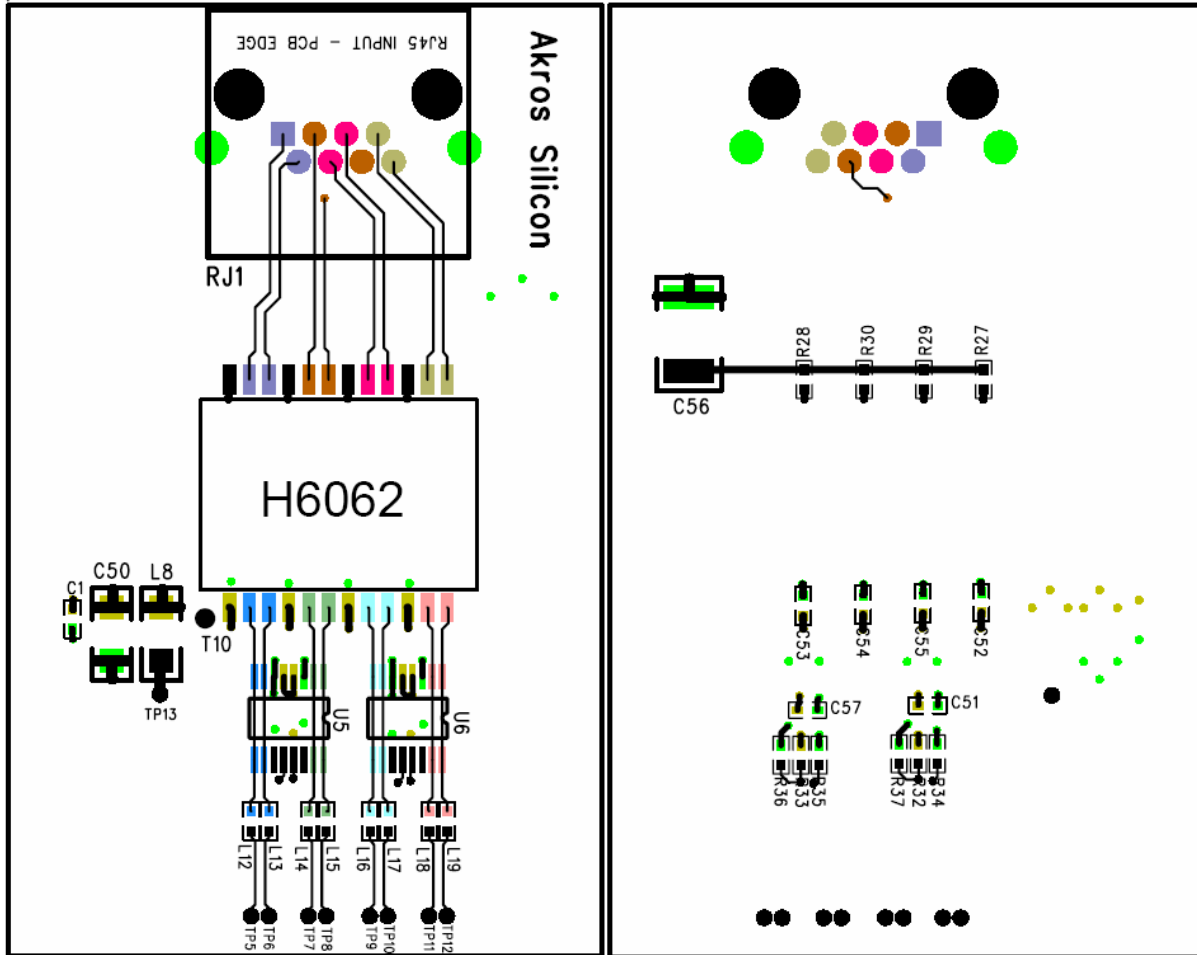 RJ45 INPUT - PCB EDGE
Akros Silicon
RJ1
H6062
C1
C50
L8
T10
TP13
U5
U6
L12
L13
L14
L15
L16
L17
L18
L19
TP5
TP6
TP7
TP8
TP9
TP10
TP11
TP12
R28
R30
R29
R27
C56
C53
C54
C55
C52
C57
C51
R36
R33
R35
R37
R32
R34